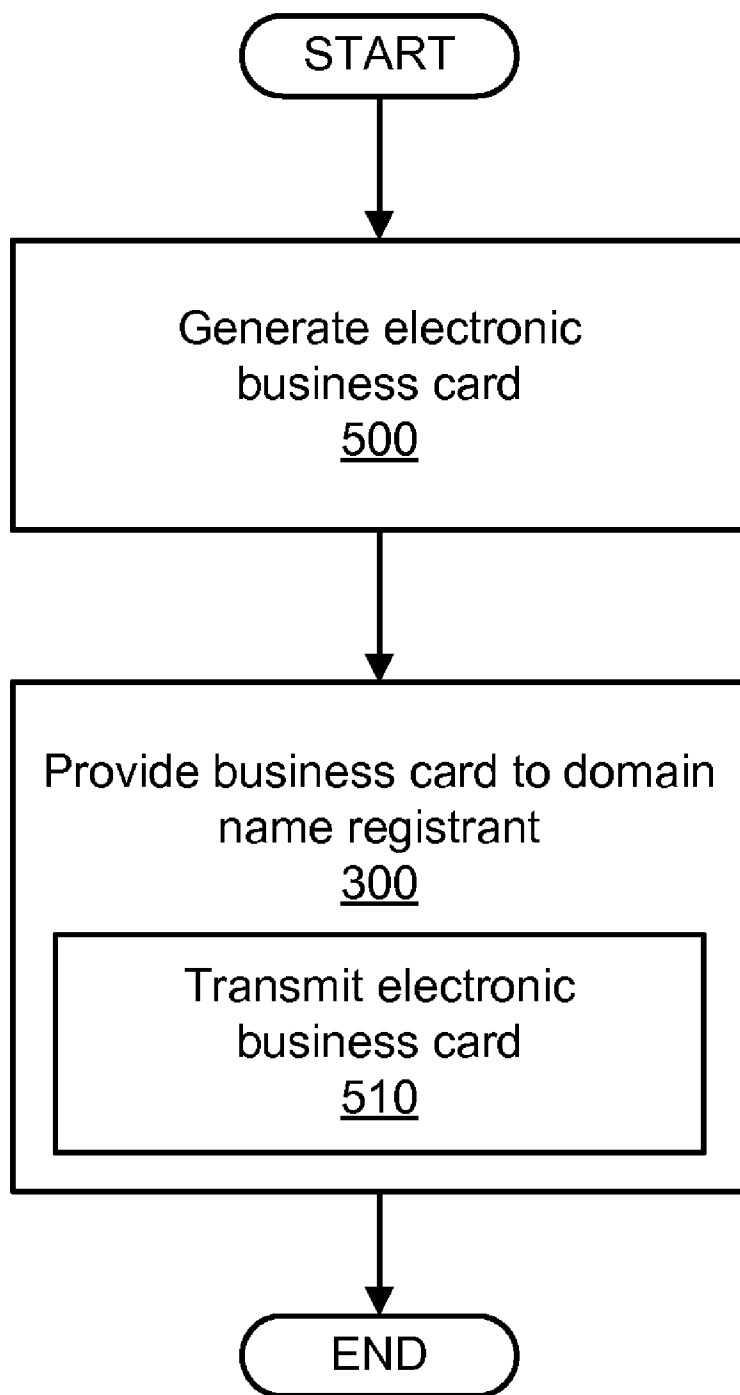 START
Generate electronic
business card
500
Provide business card to domain
name registrant
300
Transmit electronic
business card
510
END